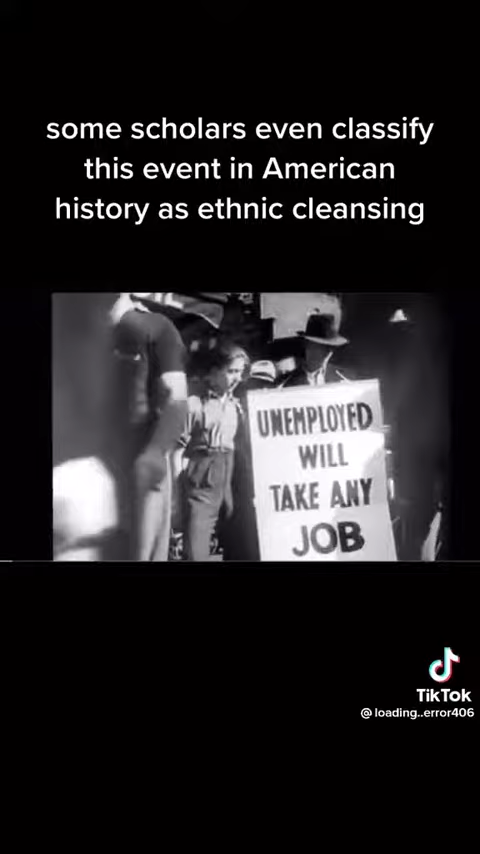 some scholars even classify
this event in American
history as ethnic cleansing
UNEMPLOYED
WILL
TAKE ANY
JOB
TikTok
@loading..error406